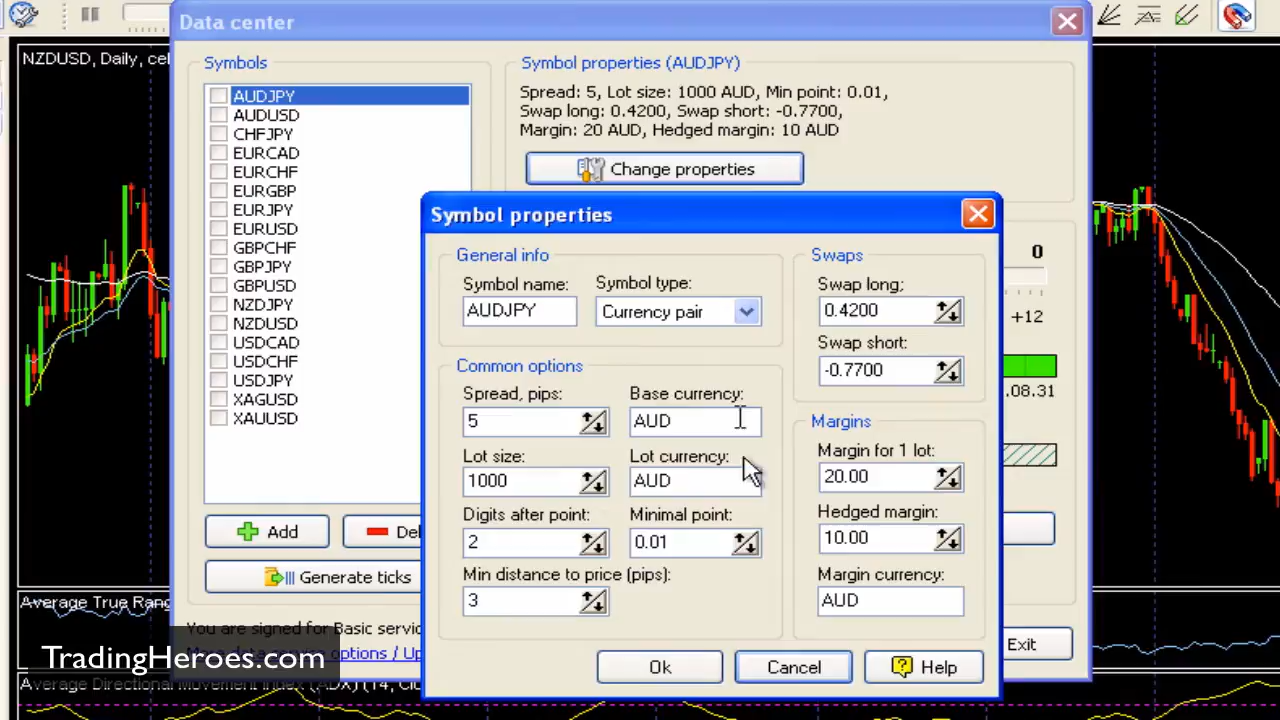 Data center
NZDUSD, Daily, cel
Symbols
AUDJPY
AUDUSD
CHFJPY
EURCAD
EURCHF
EURGBP
EURJPY
EURUSD
GBPCHF
GBPJPY
GBPUSD
NZDJPY
NZDUSD
USDCAD
USDCHF
USDJPY
XAGUSD
XAUUSD
Add
Del
Generate ticks
You are signed for Basic servic
options / Up
Symbol properties (AUDJPY)
Spread: 5, Lot size: 1000 AUD, Min point: 0.01,
Swap long: 0.4200, Swap short: -0.7700,
Margin: 20 AUD, Hedged margin: 10 AUD
Change properties
0
+12
.08.31
Exit
Symbol properties
General info
Symbol name:
AUDJPY
Symbol type:
Currency pair
Common options
Spread, pips:
5
Base currency:
AUD
Lot size:
1000
Lot currency:
AUD
Digits after point:
2
Minimal point:
0.01
Min distance to price (pips):
3
Swaps
Swap long:
0.4200
Swap short:
-0.7700
Margins
Margin for 1 lot:
20.00
Hedged margin:
10.00
Margin currency:
AUD
Ok
Cancel
Help
Average True Rang
TradingHeroes.com
Average Directional Movement Index (ADX) (14, Clo